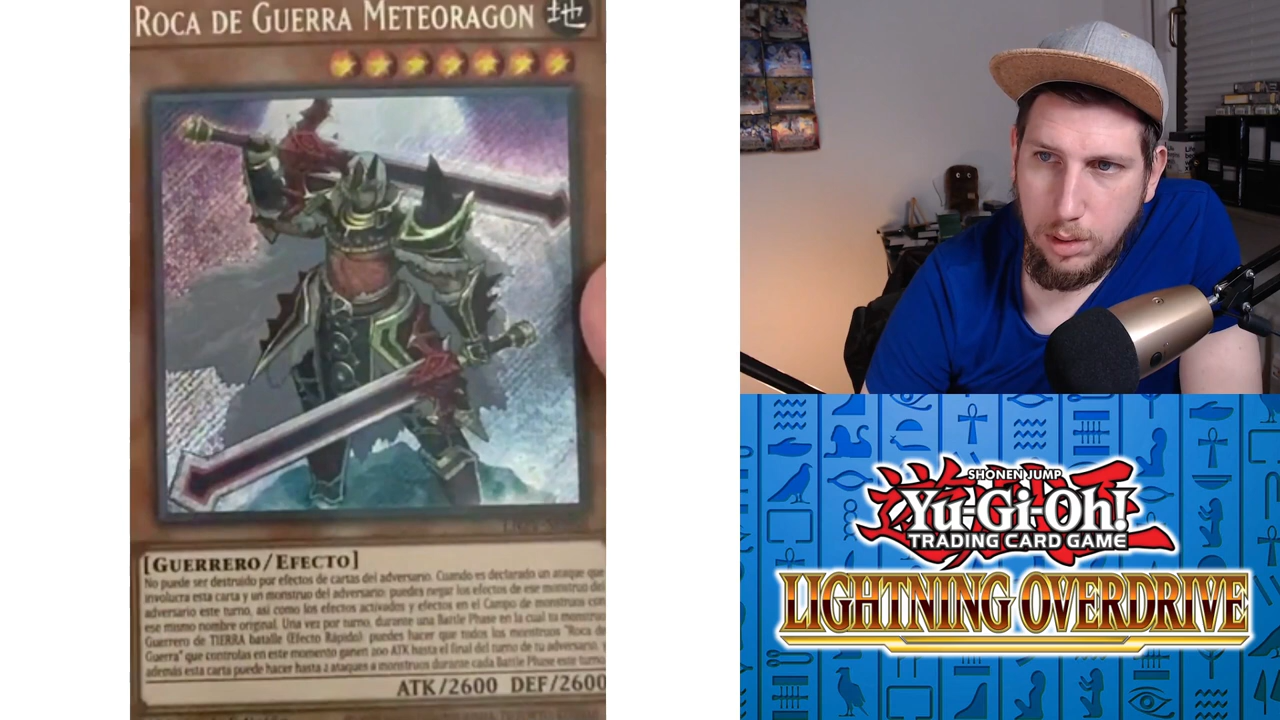 ROCA DE GUERRA METEORAGON 地
[GUERRERO/EFECTO]
No puede ser destruido por efectos de cartas del adversario. Cuando es declarado un ataque que
involucra esta carta y un monstruo del adversario: puedes negar los efectos de ese monstruo del
adversario este turno, así como los efectos activados y efectos en el Campo de monstruos con
ese mismo nombre original. Una vez por turno, durante una Battle Phase en la cual tu monstruo
Guerrero de TIERRA batalle (Efecto Rápido): puedes hacer que todos los monstruos "Roca de
Guerra" que controlas en este momento ganen 200 ATK hasta el final del turno de tu adversario, y
además esta carta puede hacer hasta 2 ataques a monstruos durante cada Battle Phase este turno
ATK/2600 DEF/2600
SHONEN JUMP
Yu-Gi-Oh!
TRADING CARD GAME
LIGHTNING OVERDRIVE